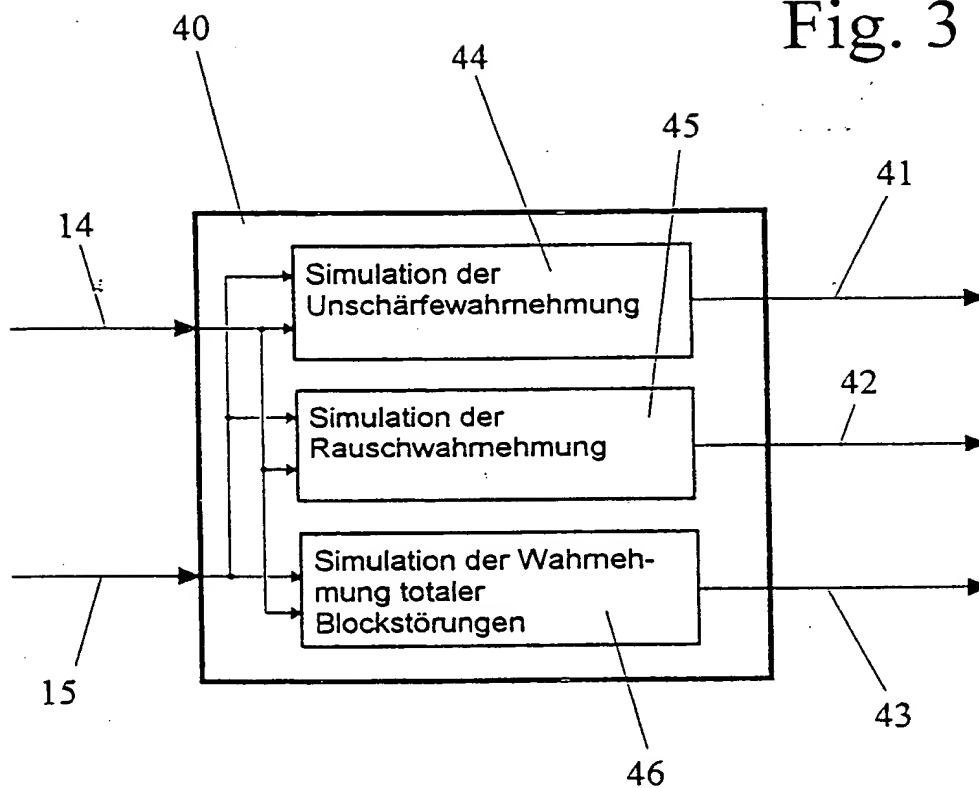 Fig. 3
40
44
45
41
14
Simulation der
Unschärfewahrnehmung
42
Simulation der
Rauschwahrnehmung
Simulation der Wahrneh-
mung totaler
Blockstörungen
15
43
46